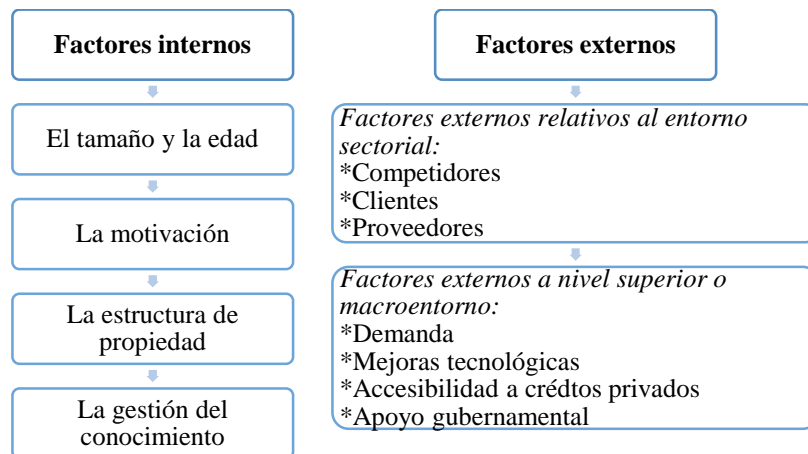 Factores internos
El tamaño y la edad
La motivación
La estructura de
propiedad
La gestión del
conocimiento
Factores externos
Factores externos relativos al entorno
sectorial:
*Competidores
*Clientes
*Proveedores
Factores externos a nivel superior o
macroentorno:
*Demanda
*Mejoras tecnológicas
*Accesibilidad a crédtos privados
*Apoyo gubernamental